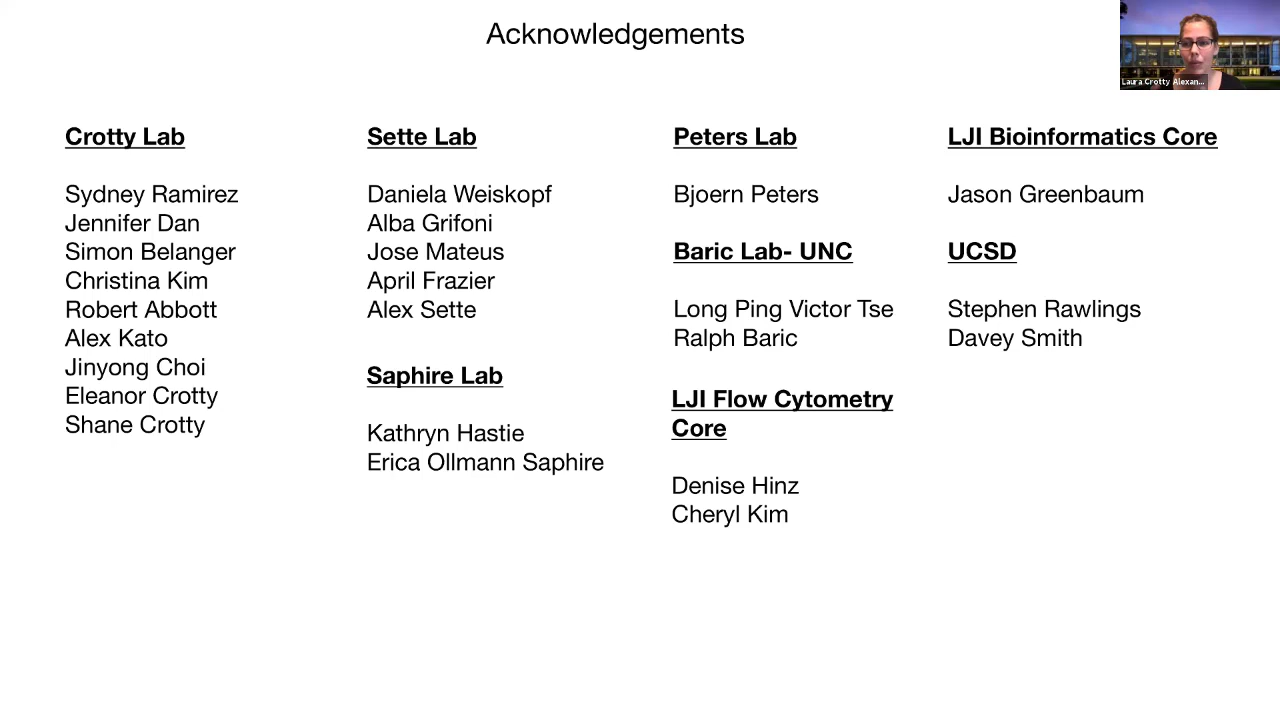 Acknowledgements
Laura Crotty Alexan...
Crotty Lab
Sydney Ramirez
Jennifer Dan
Simon Belanger
Christina Kim
Robert Abbott
Alex Kato
Jinyong Choi
Eleanor Crotty
Shane Crotty
Sette Lab
Daniela Weiskopf
Alba Grifoni
Jose Mateus
April Frazier
Alex Sette
Saphire Lab
Kathryn Hastie
Erica Ollmann Saphire
Peters Lab
Bjoern Peters
Baric Lab- UNC
Long Ping Victor Tse
Ralph Baric
LJI Flow Cytometry
Core
Denise Hinz
Cheryl Kim
LJI Bioinformatics Core
Jason Greenbaum
UCSD
Stephen Rawlings
Davey Smith